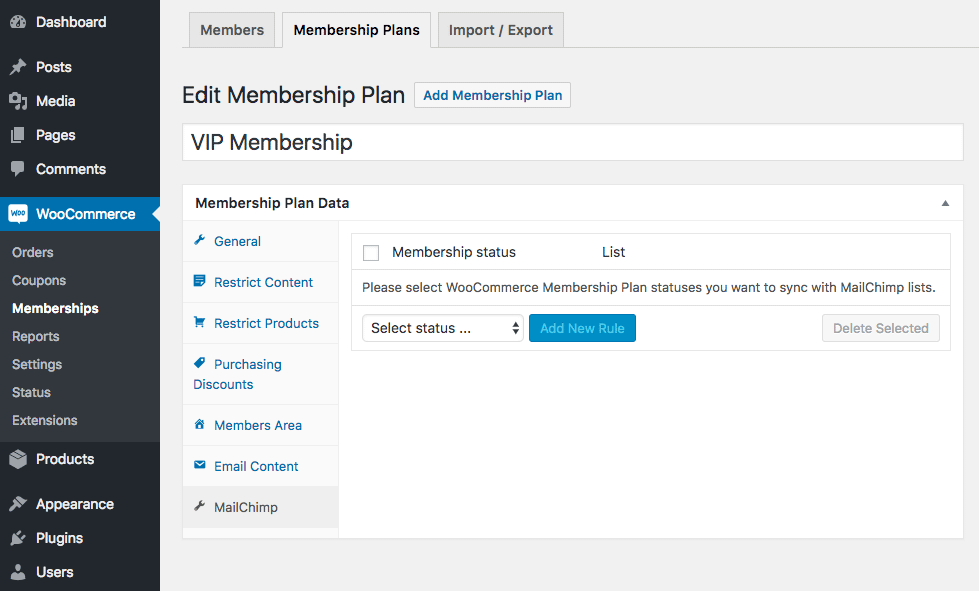 Dashboard
Posts
Media
Pages
Comments
Woo WooCommerce
Orders
Coupons
Memberships
Reports
Settings
Status
Extensions
Products
Appearance
Plugins
Users
Members Membership Plans Import / Export
Edit Membership Plan Add Membership Plan
VIP Membership
Membership Plan Data
General
Restrict Content
Restrict Products
Purchasing
Discounts
Members Area
Email Content
MailChimp
Membership status List
Please select WooCommerce Membership Plan statuses you want to sync with MailChimp lists.
Select status ... Add New Rule Delete Selected